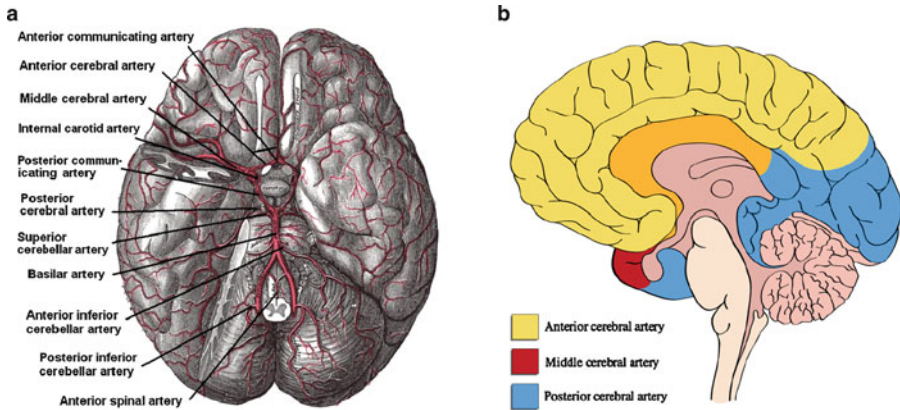 a
Anterior communicating artery
Anterior cerebral artery
Middle cerebral artery
Internal carotid artery
Posterior commun-
icating artery
Posterior
cerebral artery
Superior
cerebellar artery
Basilar artery
Anterior inferior
cerebellar artery
Posterior inferior
cerebellar artery
Anterior spinal artery
b
Anterior cerebral artery
Middle cerebral artery
Posterior cerebral artery